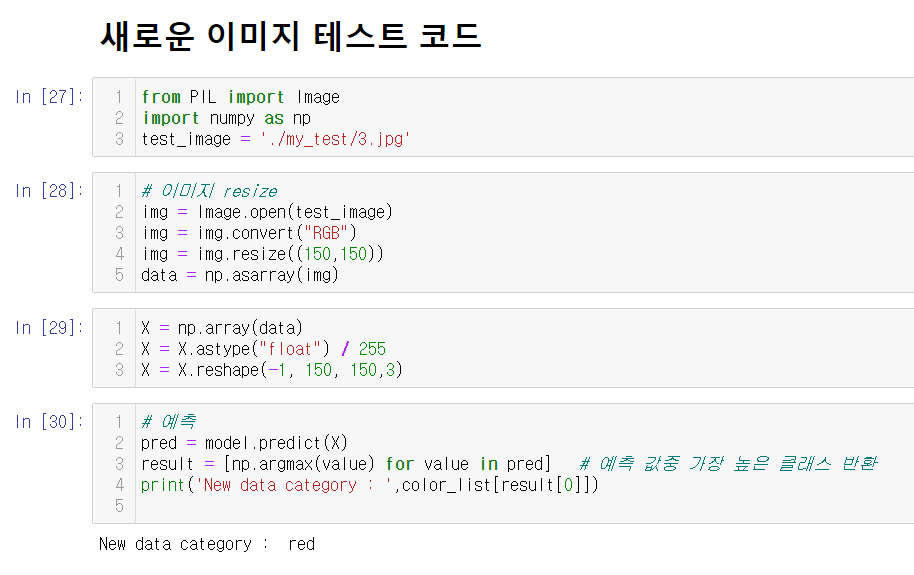 새로운 이미지 테스트 코드
In [27]:
1 from PIL import Image
2 import numpy as np
3 test_image = './my_test/3.jpg'
In [28]:
1 # 이미지 resize
2 img = Image.open(test_image)
3 img = img.convert("RGB")
4 img = img.resize((150,150))
5 data = np.asarray(img)
In [29]:
1 X = np.array(data)
2 X = X.astype("float") / 255
3 X = X.reshape(-1, 150, 150,3)
In [30]:
1 # 예측
2 pred = model.predict(X)
3 result = [np.argmax(value) for value in pred]   # 예측 값중 가장 높은 클래스 반환
4 print('New data category : ',color_list[result[0]])
5
New data category :  red